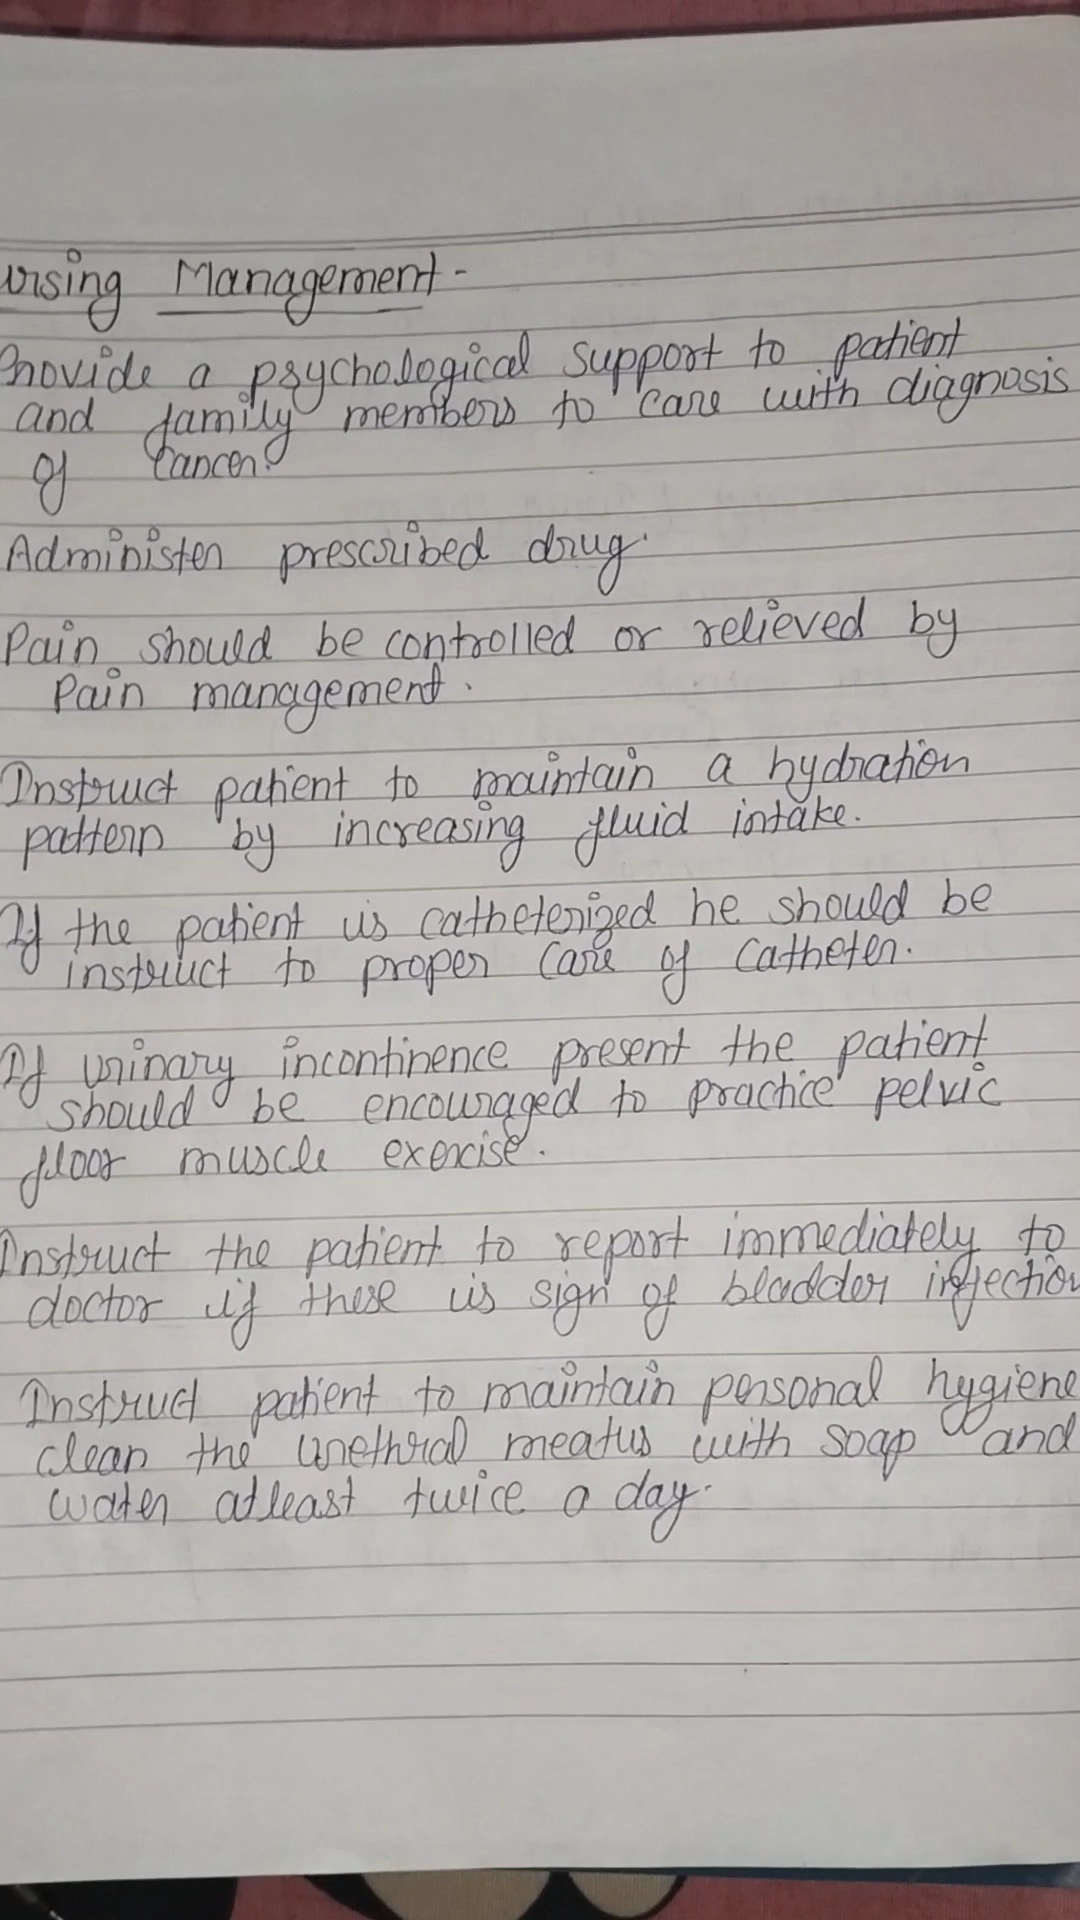 ursing Management -
Provide a psychological support to patient
and family members to care with diagnosis
of Cancer.
Administer prescribed drug.
Pain should be controlled or relieved by
Pain management.
Instruct patient to maintain a hydration
pattern by increasing fluid intake.
If the patient is catheterized he should be
instruct to proper care of catheter.
If urinary incontinence present the patient
should be encouraged to practice pelvic
floor muscle exercise.
Instruct the patient to report immediately to
doctor if these is sign of bladder infection
Instruct patient to maintain personal hygiene
clean the urethral meatus with soap and
water atleast twice a day.